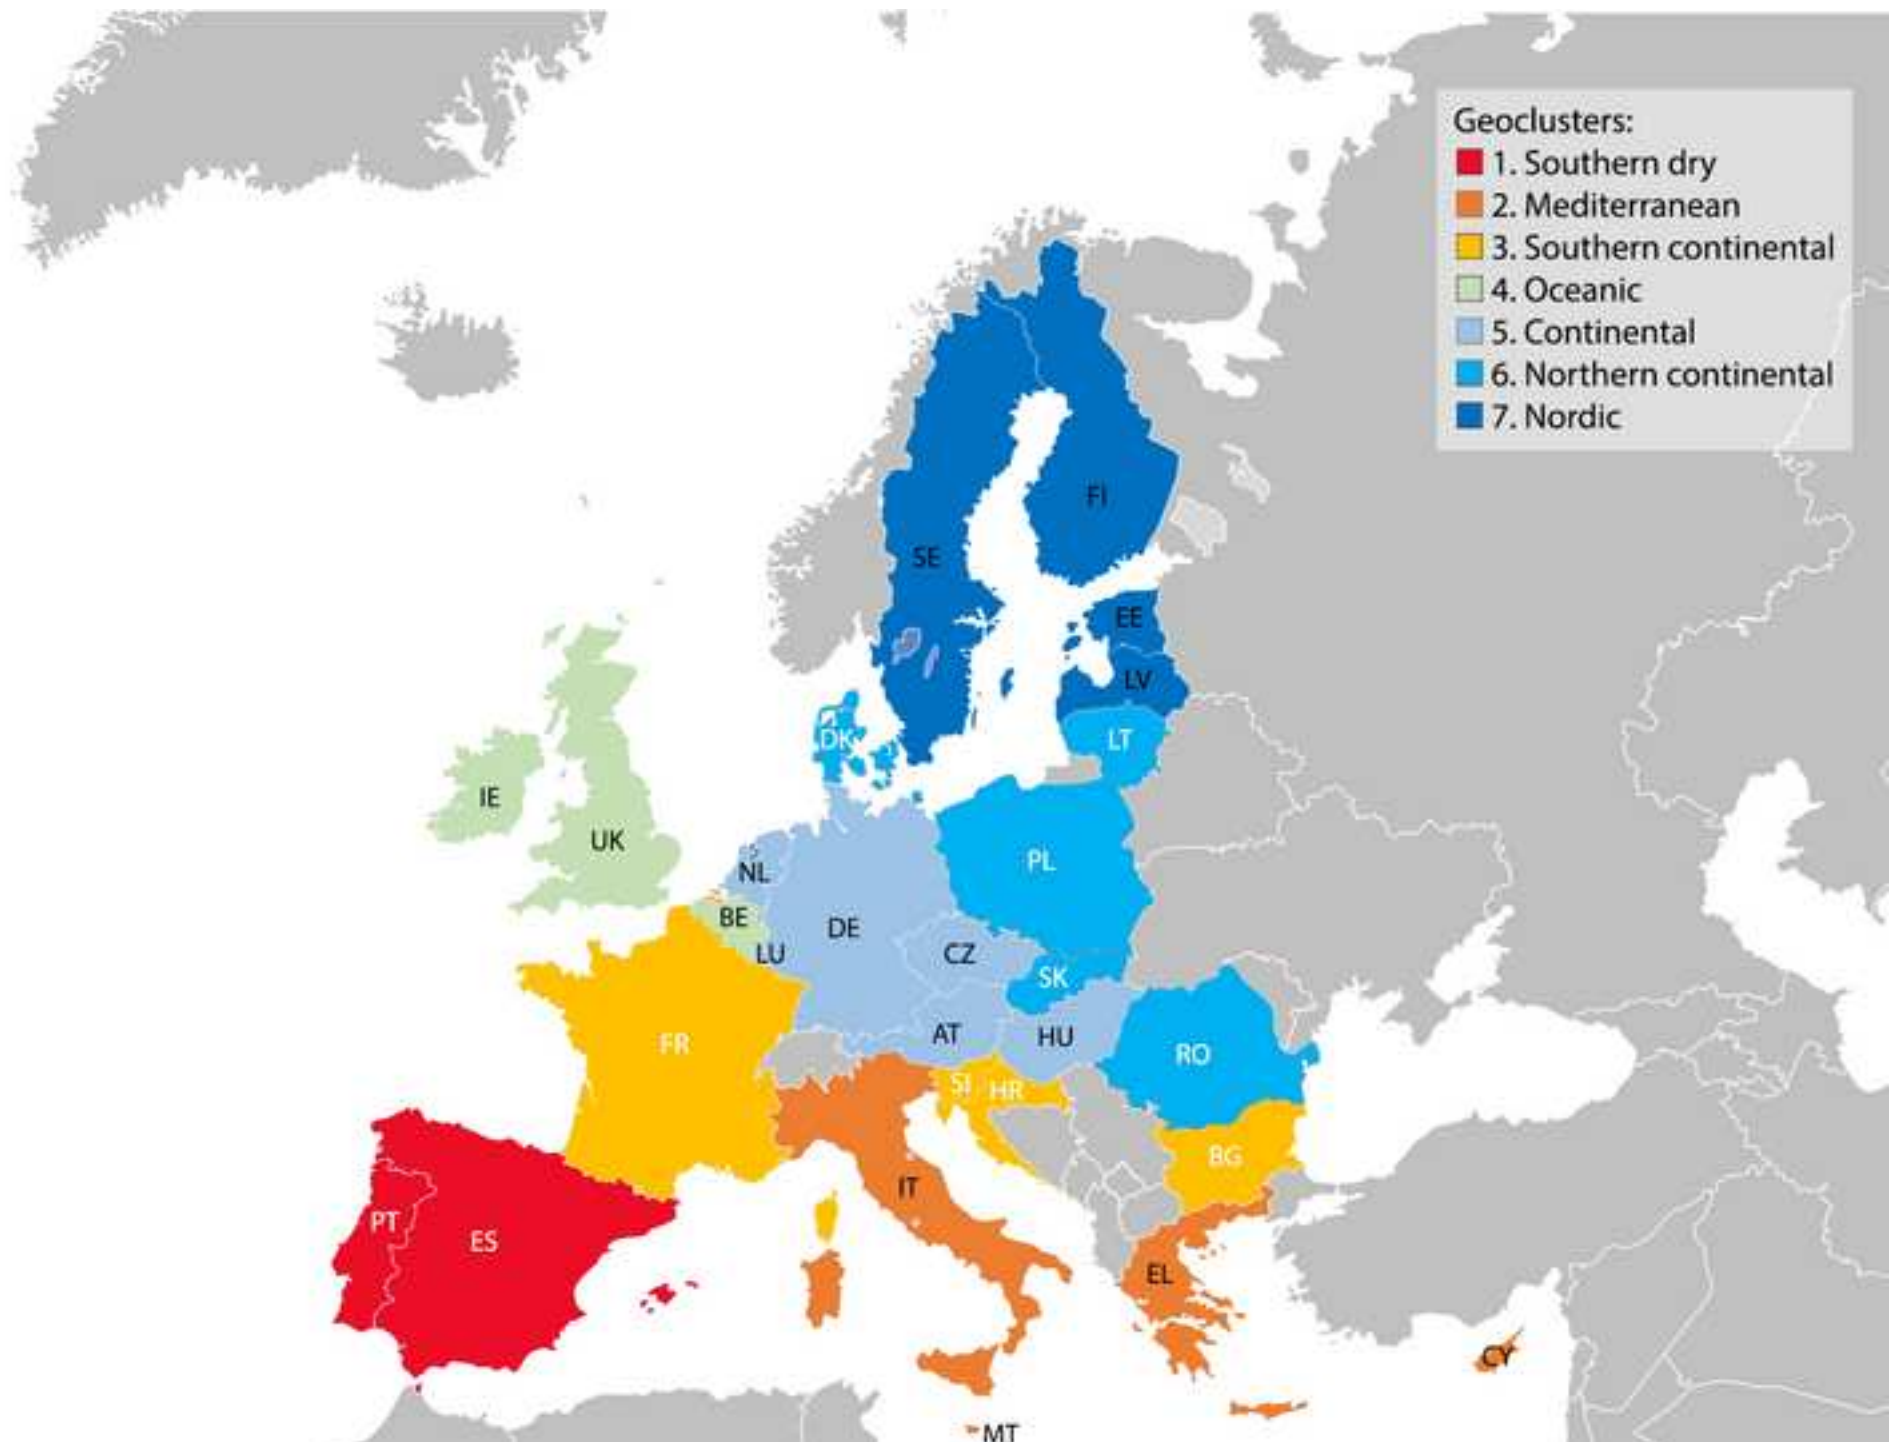 Geoclusters:
1. Southern dry
2. Mediterranean
3. Southern continental
4. Oceanic
5. Continental
6. Northern continental
7. Nordic
FI
SE
EE
LV
DK
LT
IE
UK
NL
PL
BE
DE
LU
CZ
SK
FR
AT
HU
RO
SI
HR
BG
IT
PT
ES
EL
CY
MT